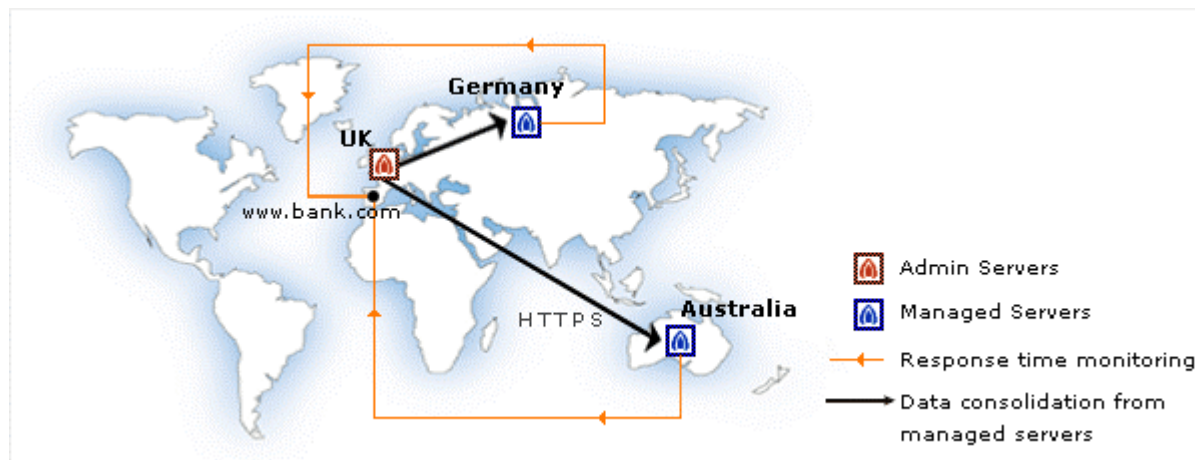 Germany
UK
www.bank.com
Australia
HTTPS
Admin Servers
Managed Servers
Response time monitoring
Data consolidation from
managed servers